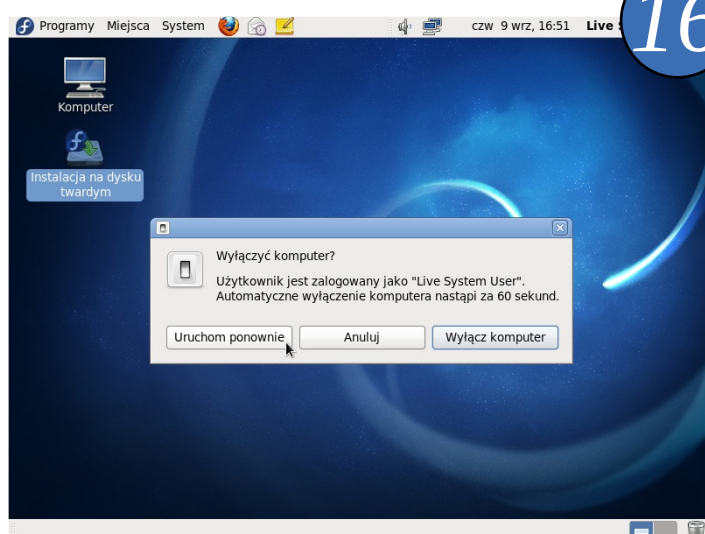 Programy Miejsca System czw 9 wrz, 16:51 Live
16
Komputer
Instalacja na dysku
twardym
Wyłączyć komputer?
Użytkownik jest zalogowany jako "Live System User".
Automatyczne wyłączenie komputera nastąpi za 60 sekund.
Uruchom ponownie Anuluj Wyłącz komputer